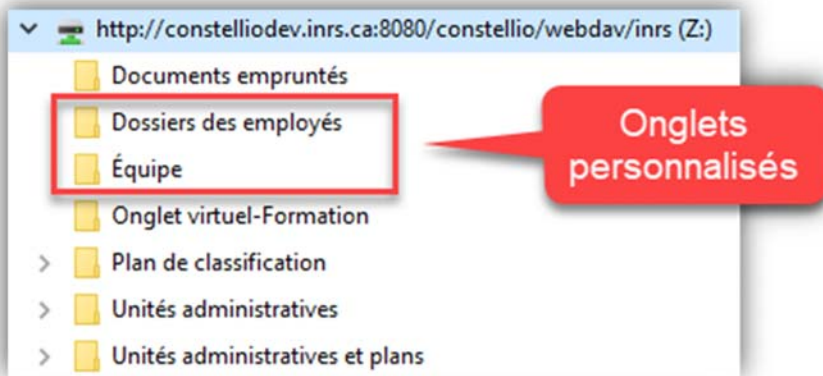 http://constelliodev.inrs.ca:8080/constellio/webdav/inrs (Z:)
Documents empruntés
Dossiers des employés
Équipe
Onglet virtuel-Formation
Plan de classification
Unités administratives
Unités administratives et plans
Onglets
personnalisés